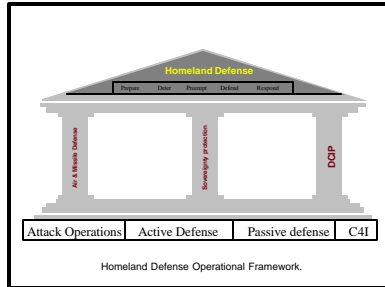 Homeland Defense
Prepare Deter Preempt Defend Respond
Air & Missile Defense
Sovereignty protection
DCIP
Attack Operations Active Defense Passive defense C4I
Homeland Defense Operational Framework.